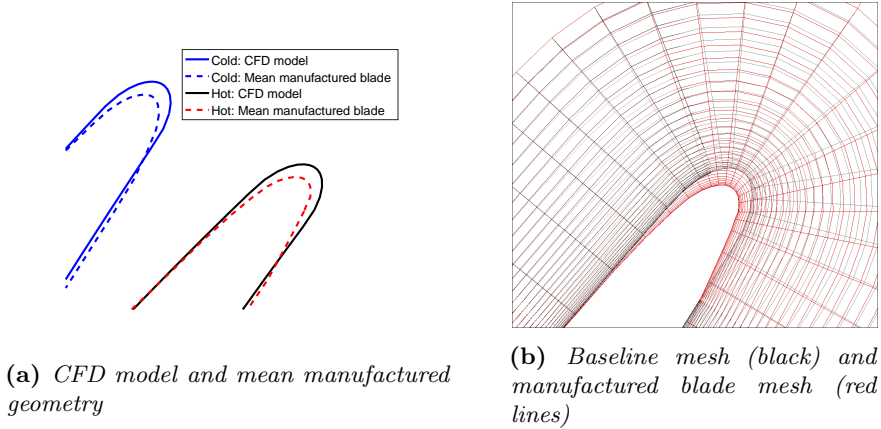 Cold: CFD model
Cold: Mean manufactured blade
Hot: CFD model
Hot: Mean manufactured blade
(a) CFD model and mean manufactured
geometry
(b) Baseline mesh (black) and
manufactured blade mesh (red
lines)